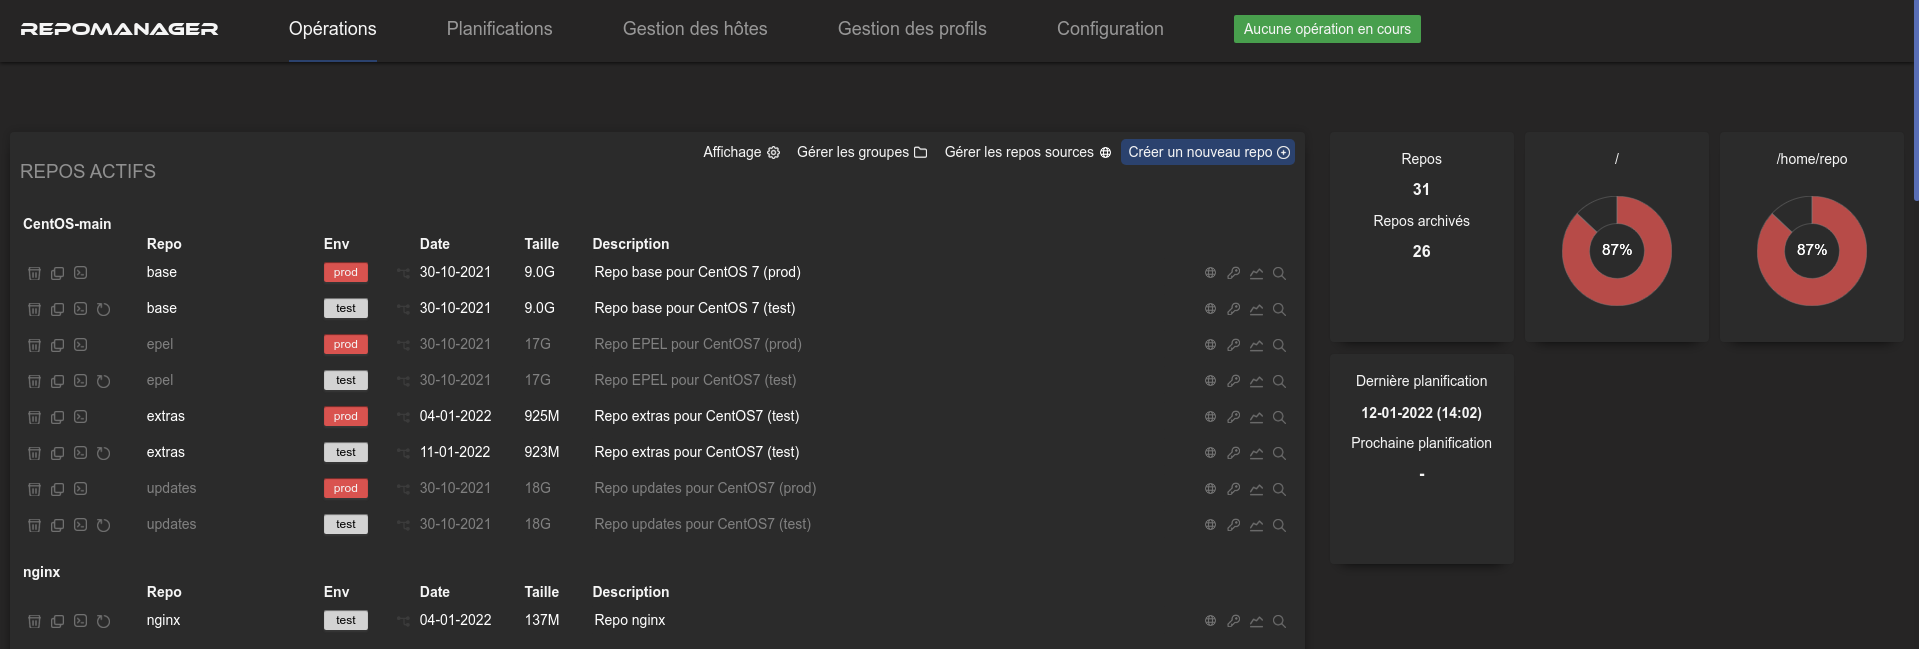 REPOMANAGER Opérations Planifications Gestion des hôtes Gestion des profils Configuration Aucune opération en cours
Affichage Gérer les groupes Gérer les repos sources Créer un nouveau repo
REPOS ACTIFS
CentOS-main
Repo Env Date Taille Description
base prod 30-10-2021 9.0G Repo base pour CentOS 7 (prod)
base test 30-10-2021 9.0G Repo base pour CentOS 7 (test)
epel prod 30-10-2021 17G Repo EPEL pour CentOS7 (prod)
epel test 30-10-2021 17G Repo EPEL pour CentOS7 (test)
extras prod 04-01-2022 925M Repo extras pour CentOS7 (test)
extras test 11-01-2022 923M Repo extras pour CentOS7 (test)
updates prod 30-10-2021 18G Repo updates pour CentOS7 (prod)
updates test 30-10-2021 18G Repo updates pour CentOS7 (test)
nginx
Repo Env Date Taille Description
nginx test 04-01-2022 137M Repo nginx
Repos
31
Repos archivés
26
/
87%
/home/repo
87%
Dernière planification
12-01-2022 (14:02)
Prochaine planification
-